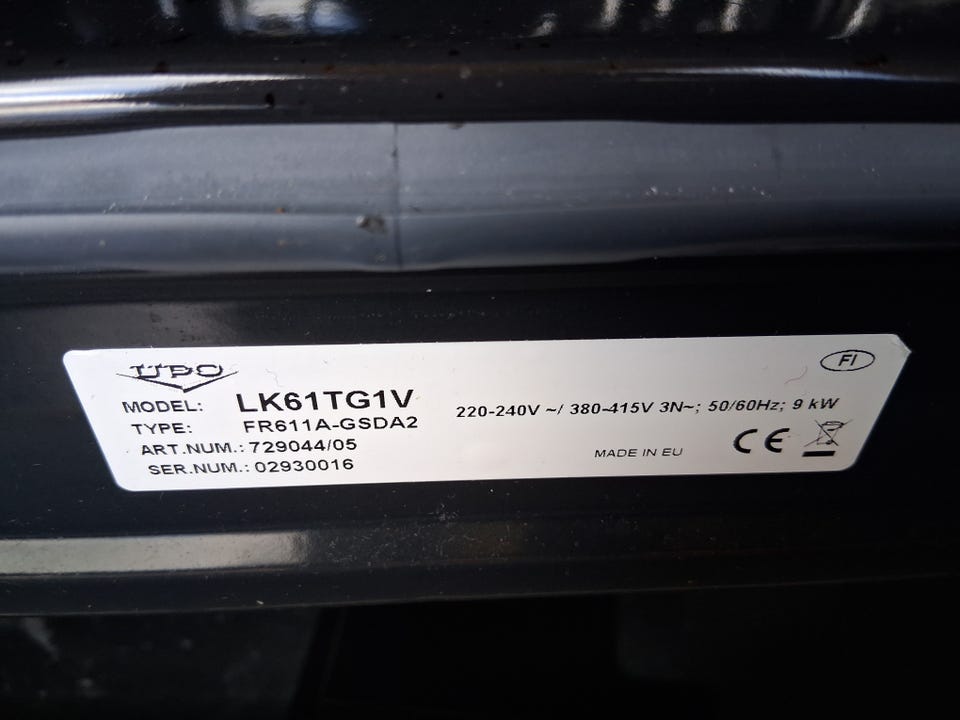 UPO
FI
MODEL: LK61TG1V
TYPE: FR611A-GSDA2
220-240V ~/ 380-415V 3N~; 50/60Hz; 9 kW
ART.NUM.: 729044/05
MADE IN EU
CE
SER.NUM.: 02930016